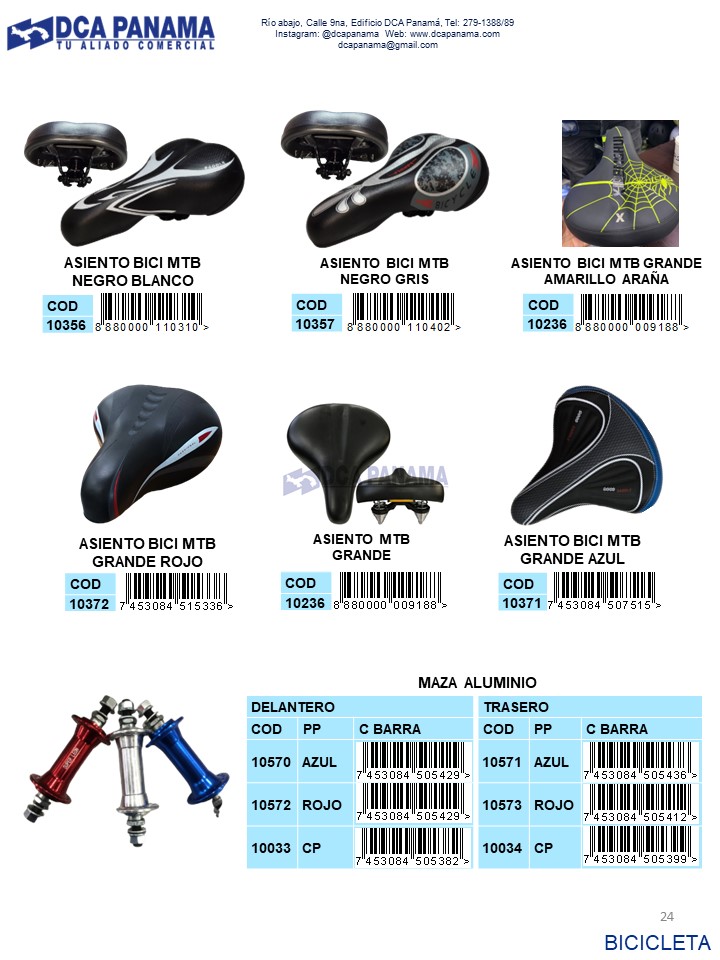 DCA PANAMA
TU ALIADO COMERCIAL
Río abajo, Calle 9na, Edificio DCA Panamá, Tel: 279-1388/89
Instagram: @dcapanama Web: www.dcapanama.com
dcapanama@gmail.com
BICYCLE
X
ASIENTO BICI MTB
NEGRO BLANCO
COD
10356
8 880000 110310 >
ASIENTO BICI MTB
NEGRO GRIS
COD
10357
8 880000 110402 >
ASIENTO BICI MTB GRANDE
AMARILLO ARAÑA
COD
10236
8 880000 009188 >
DCA PANAMA
ASIENTO BICI MTB
GRANDE ROJO
COD
10372
7 453084 515336 >
ASIENTO MTB
GRANDE
COD
10236
8 880000 009188 >
ASIENTO BICI MTB
GRANDE AZUL
COD
10371
7 453084 507515 >
MAZA ALUMINIO
DELANTERO TRASERO
COD PP C BARRA COD PP C BARRA
10570 AZUL 7 453084 505429 > 10571 AZUL 7 453084 505436 >
10572 ROJO 7 453084 505429 > 10573 ROJO 7 453084 505412 >
10033 CP 7 453084 505382 > 10034 CP 7 453084 505399 >
24
BICICLETA